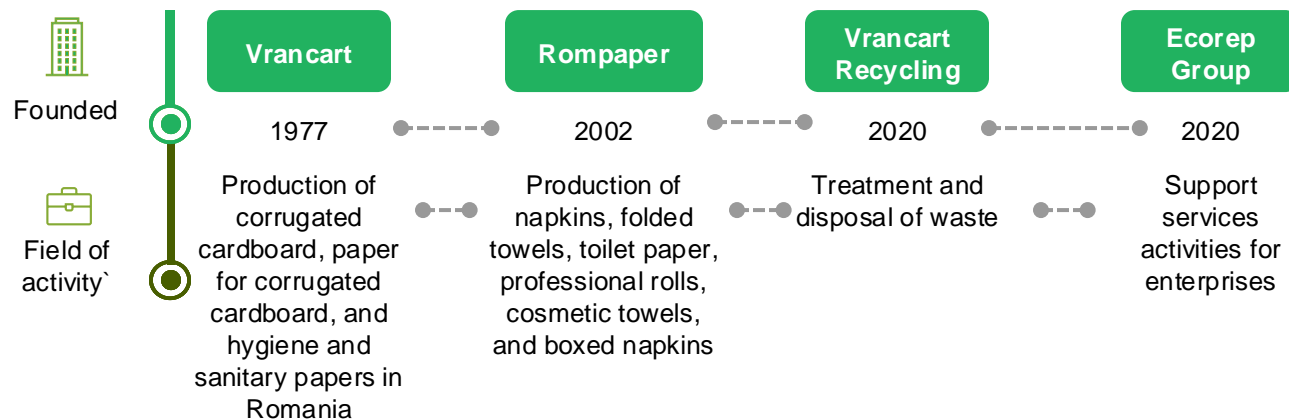 Vrancart
Rompaper
Vrancart
Recycling
Ecorep
Group
Founded
1977
2002
2020
2020
Field of
activity`
Production of
corrugated
cardboard, paper
for corrugated
cardboard, and
hygiene and
sanitary papers in
Romania
Production of
napkins, folded
towels, toilet paper,
professional rolls,
cosmetic towels,
and boxed napkins
Treatment and
disposal of waste
Support
services
activities for
enterprises